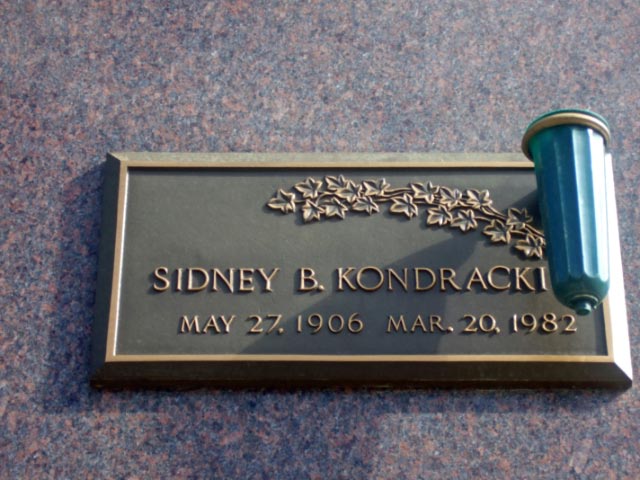 SIDNEY B. KONDRACKI
MAY 27, 1906 MAR. 20, 1982